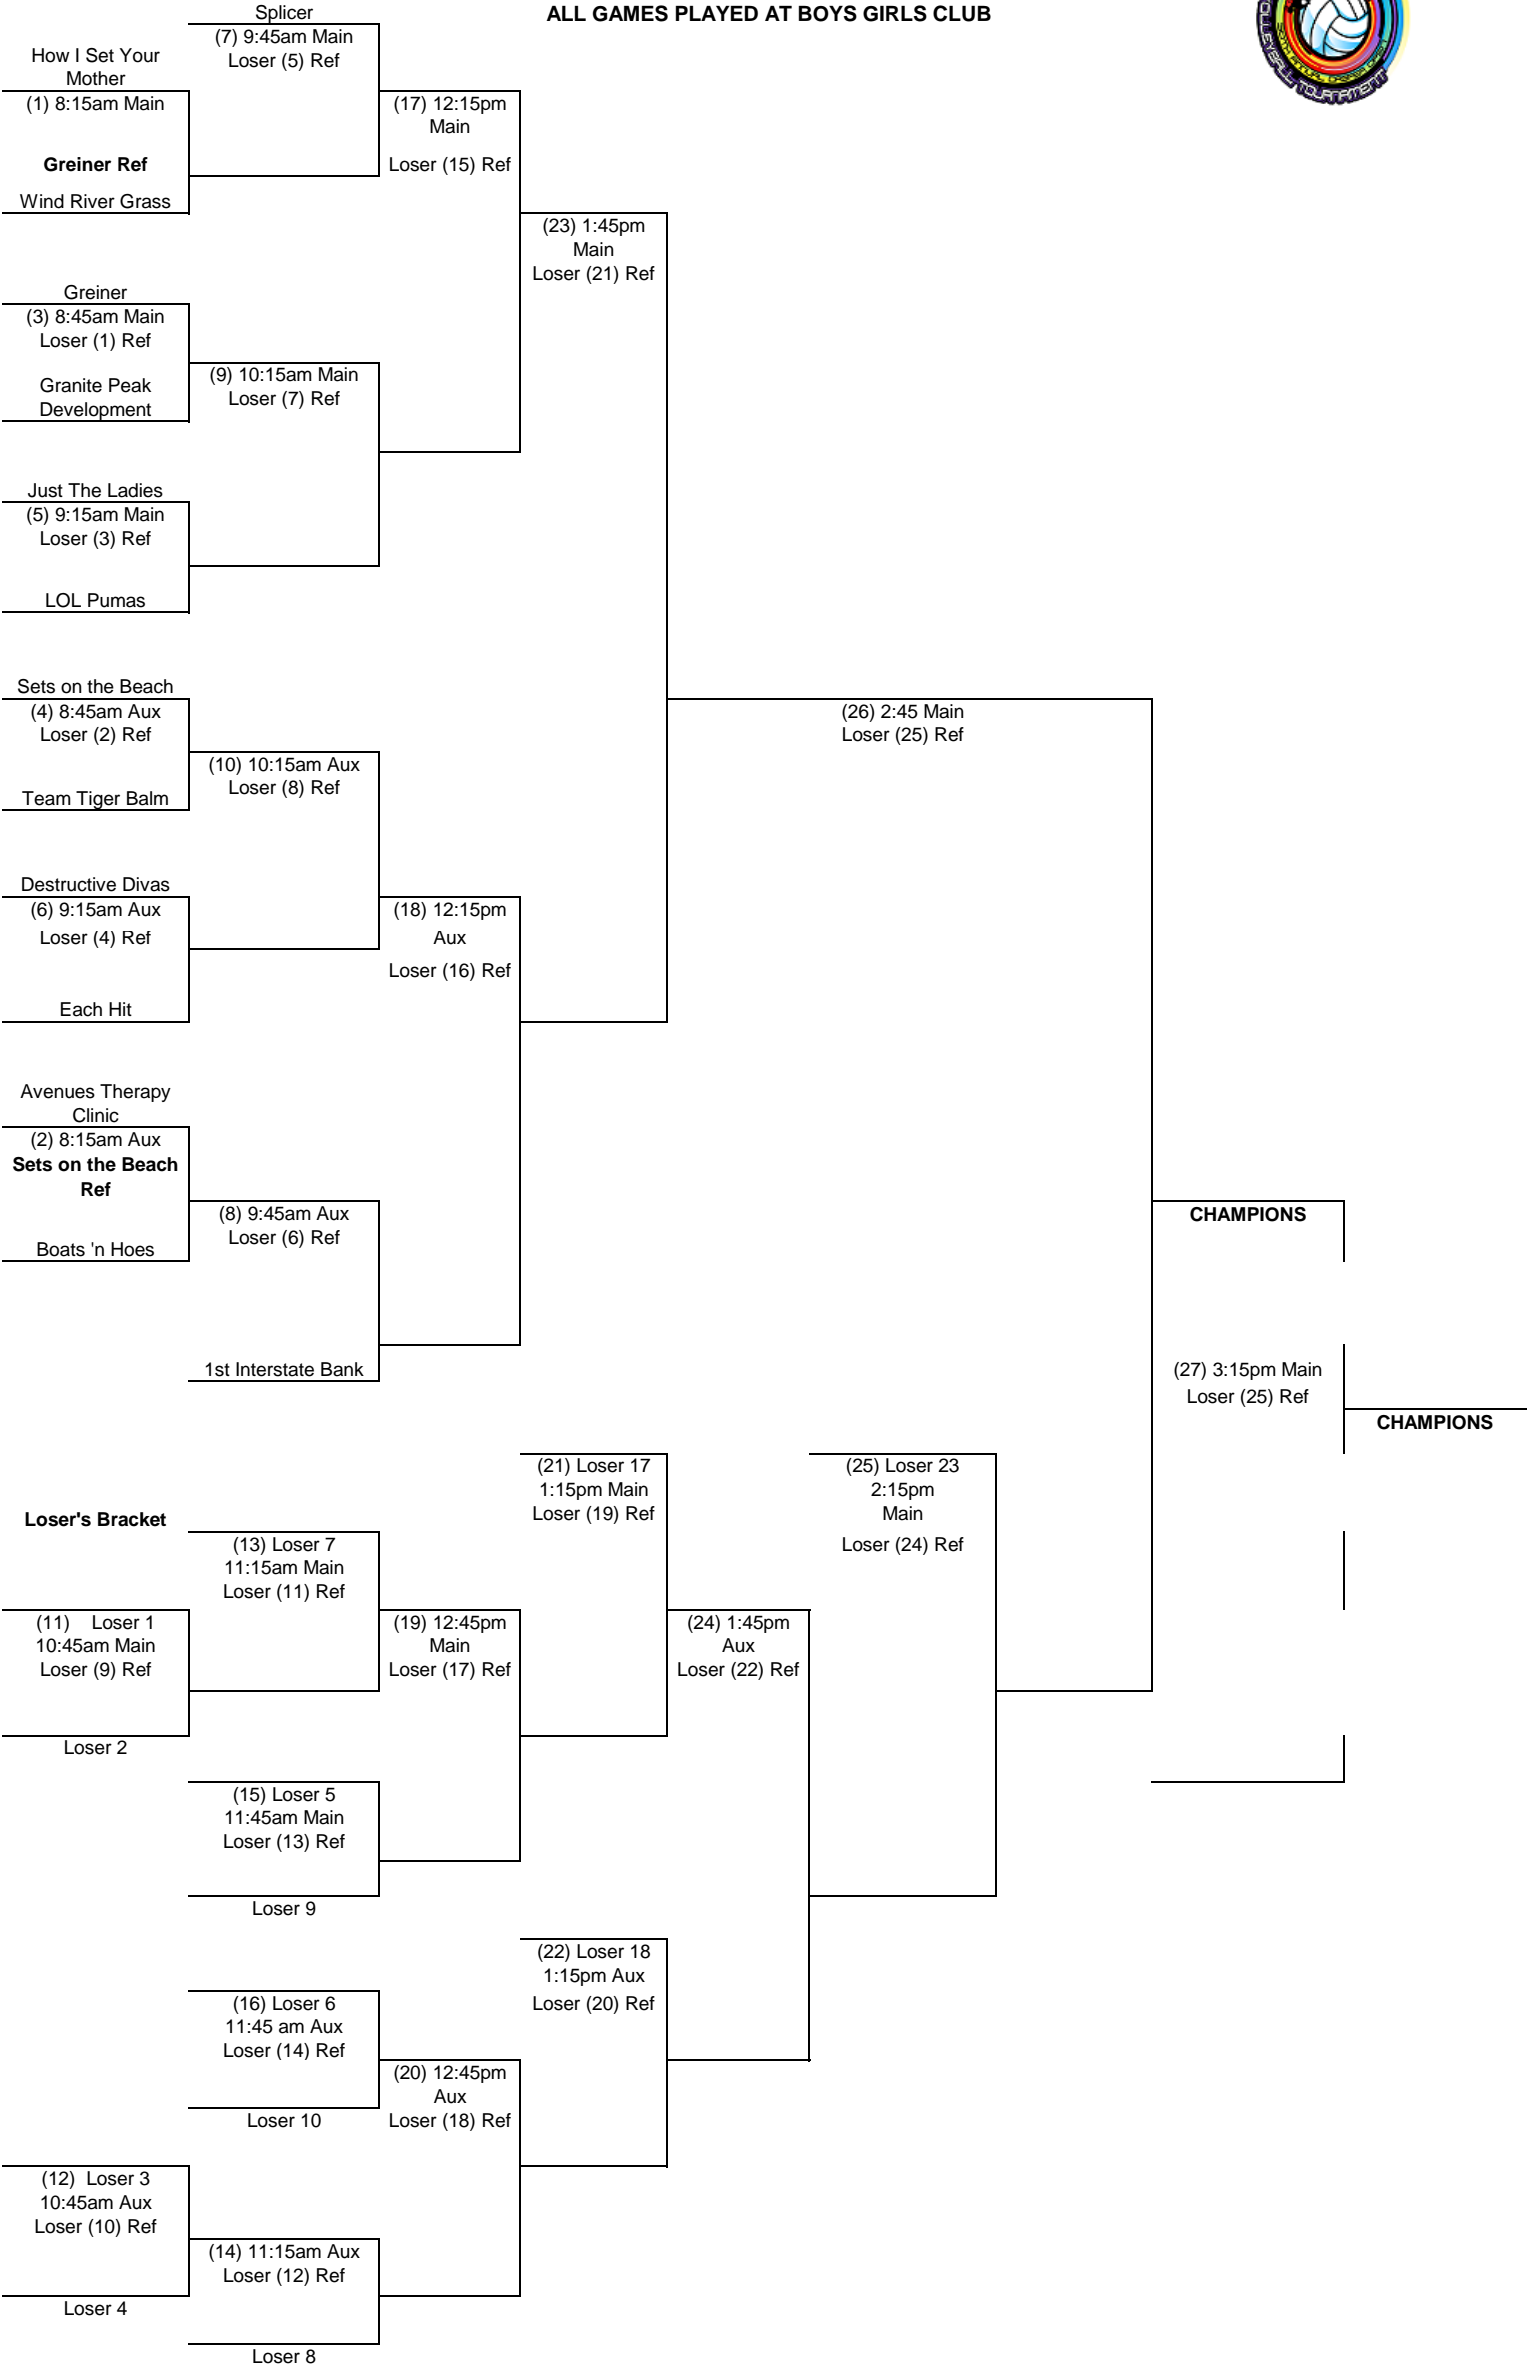 Splicer
ALL GAMES PLAYED AT BOYS GIRLS CLUB
VOLLEYBALL TOURNAMENT
(7) 9:45am Main
Loser (5) Ref
How I Set Your
Mother
(1) 8:15am Main
Greiner Ref
Wind River Grass
(17) 12:15pm
Main
Loser (15) Ref
(23) 1:45pm
Main
Loser (21) Ref
Greiner
(3) 8:45am Main
Loser (1) Ref
Granite Peak
Development
(9) 10:15am Main
Loser (7) Ref
Just The Ladies
(5) 9:15am Main
Loser (3) Ref
LOL Pumas
Sets on the Beach
(4) 8:45am Aux
Loser (2) Ref
Team Tiger Balm
(10) 10:15am Aux
Loser (8) Ref
(26) 2:45 Main
Loser (25) Ref
Destructive Divas
(6) 9:15am Aux
Loser (4) Ref
Each Hit
(18) 12:15pm
Aux
Loser (16) Ref
Avenues Therapy
Clinic
(2) 8:15am Aux
Sets on the Beach
Ref
Boats 'n Hoes
(8) 9:45am Aux
Loser (6) Ref
1st Interstate Bank
CHAMPIONS
(27) 3:15pm Main
Loser (25) Ref
CHAMPIONS
(21) Loser 17
1:15pm Main
Loser (19) Ref
(25) Loser 23
2:15pm
Main
Loser (24) Ref
Loser's Bracket
(13) Loser 7
11:15am Main
Loser (11) Ref
(11) Loser 1
10:45am Main
Loser (9) Ref
Loser 2
(19) 12:45pm
Main
Loser (17) Ref
(24) 1:45pm
Aux
Loser (22) Ref
(15) Loser 5
11:45am Main
Loser (13) Ref
Loser 9
(22) Loser 18
1:15pm Aux
Loser (20) Ref
(16) Loser 6
11:45 am Aux
Loser (14) Ref
Loser 10
(20) 12:45pm
Aux
Loser (18) Ref
(12) Loser 3
10:45am Aux
Loser (10) Ref
Loser 4
(14) 11:15am Aux
Loser (12) Ref
Loser 8